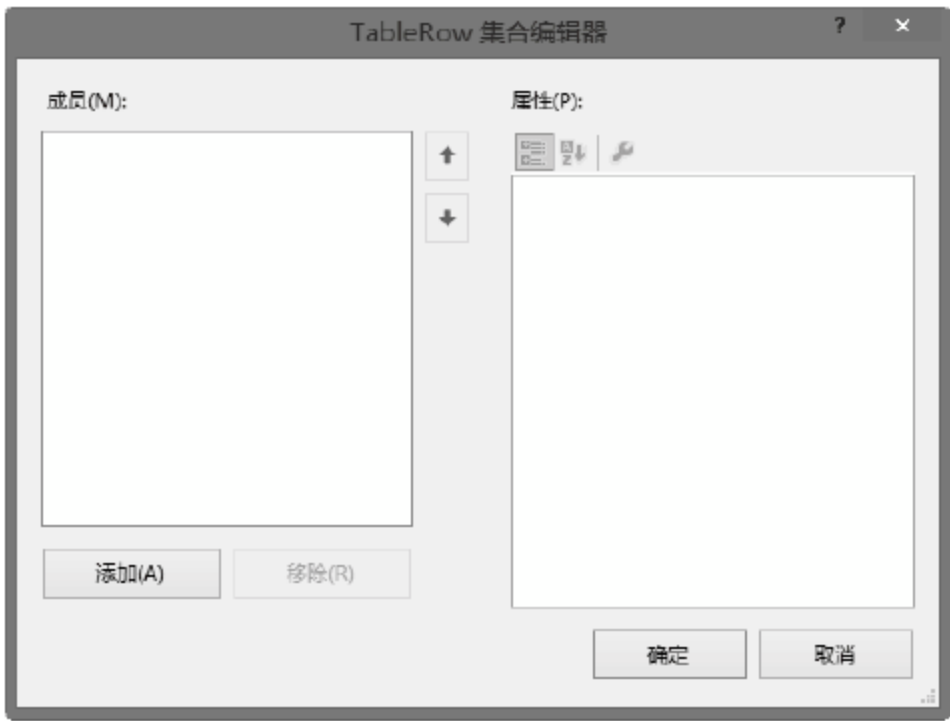 TableRow 集合编辑器
?
成员(M):
属性(P):
添加(A)
移除(R)
确定
取消